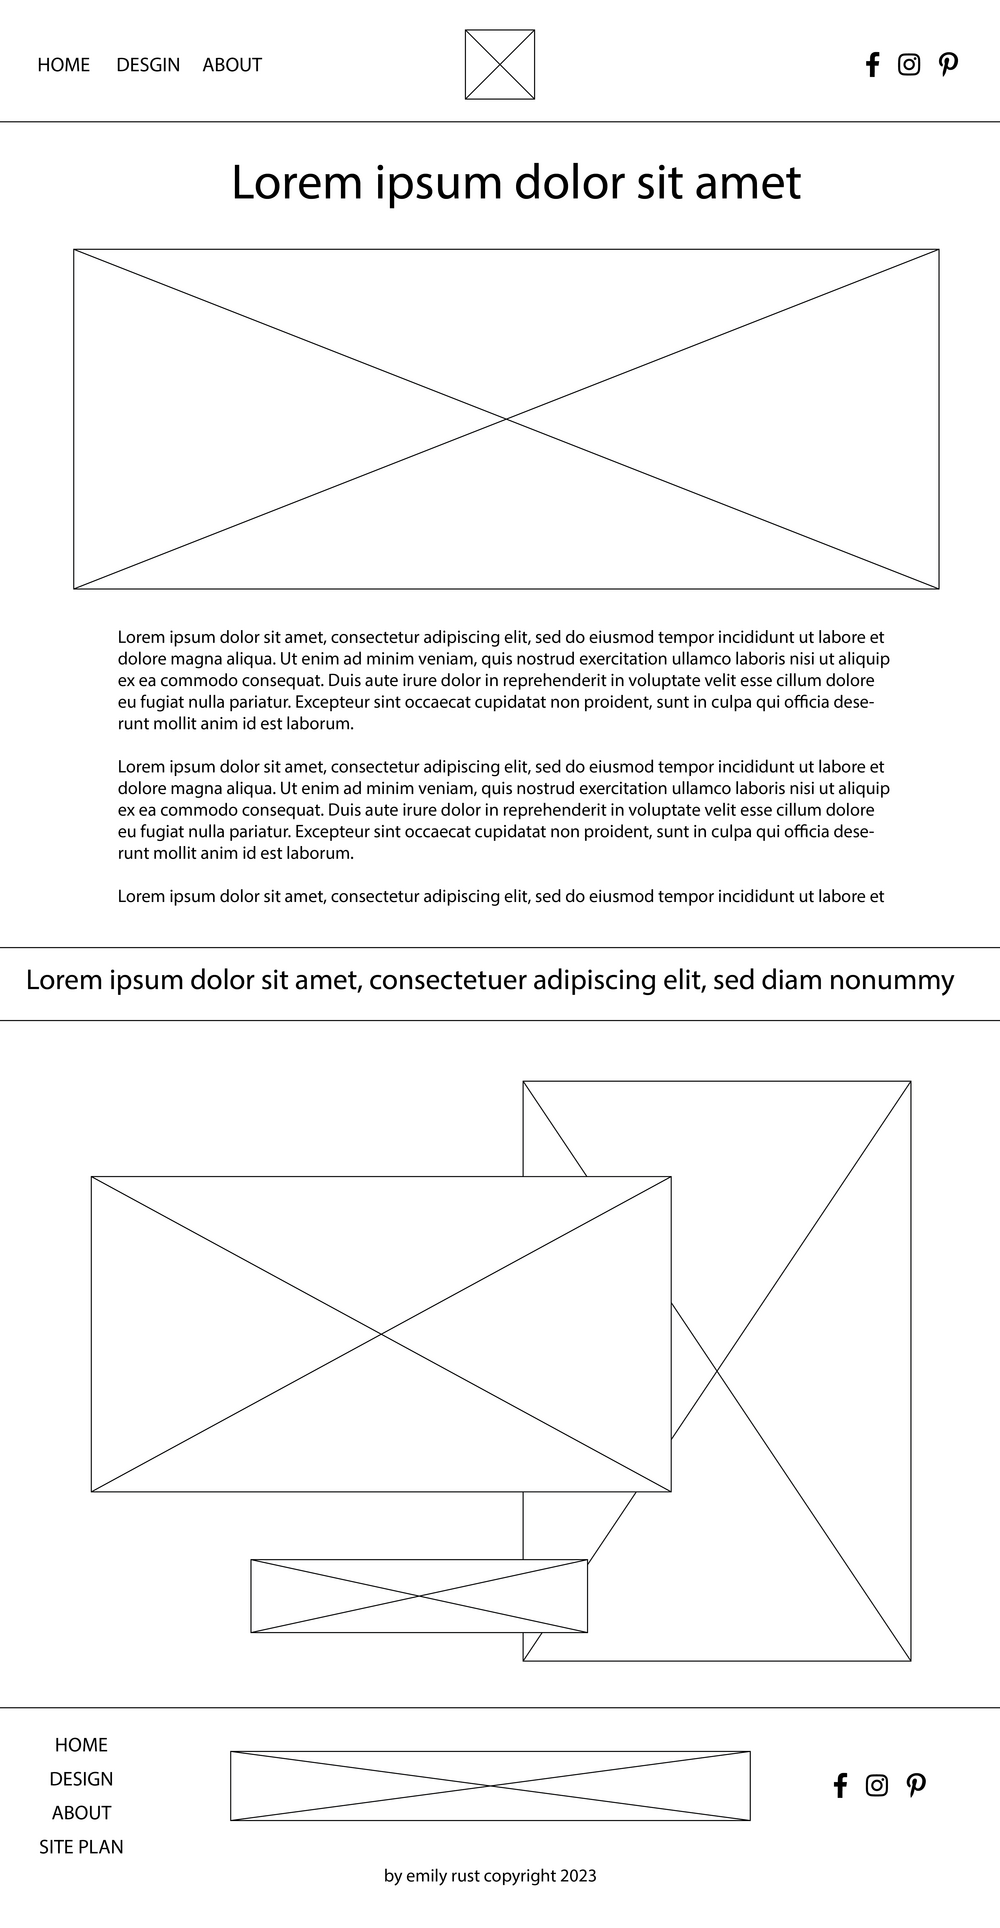 HOME DESGIN ABOUT
Lorem ipsum dolor sit amet
Lorem ipsum dolor sit amet, consectetur adipiscing elit, sed do eiusmod tempor incididunt ut labore et
dolore magna aliqua. Ut enim ad minim veniam, quis nostrud exercitation ullamco laboris nisi ut aliquip
ex ea commodo consequat. Duis aute irure dolor in reprehenderit in voluptate velit esse cillum dolore
eu fugiat nulla pariatur. Excepteur sint occaecat cupidatat non proident, sunt in culpa qui officia dese-
runt mollit anim id est laborum.
Lorem ipsum dolor sit amet, consectetur adipiscing elit, sed do eiusmod tempor incididunt ut labore et
dolore magna aliqua. Ut enim ad minim veniam, quis nostrud exercitation ullamco laboris nisi ut aliquip
ex ea commodo consequat. Duis aute irure dolor in reprehenderit in voluptate velit esse cillum dolore
eu fugiat nulla pariatur. Excepteur sint occaecat cupidatat non proident, sunt in culpa qui officia dese-
runt mollit anim id est laborum.
Lorem ipsum dolor sit amet, consectetur adipiscing elit, sed do eiusmod tempor incididunt ut labore et
Lorem ipsum dolor sit amet, consectetuer adipiscing elit, sed diam nonummy
HOME
DESIGN
ABOUT
SITE PLAN
by emily rust copyright 2023